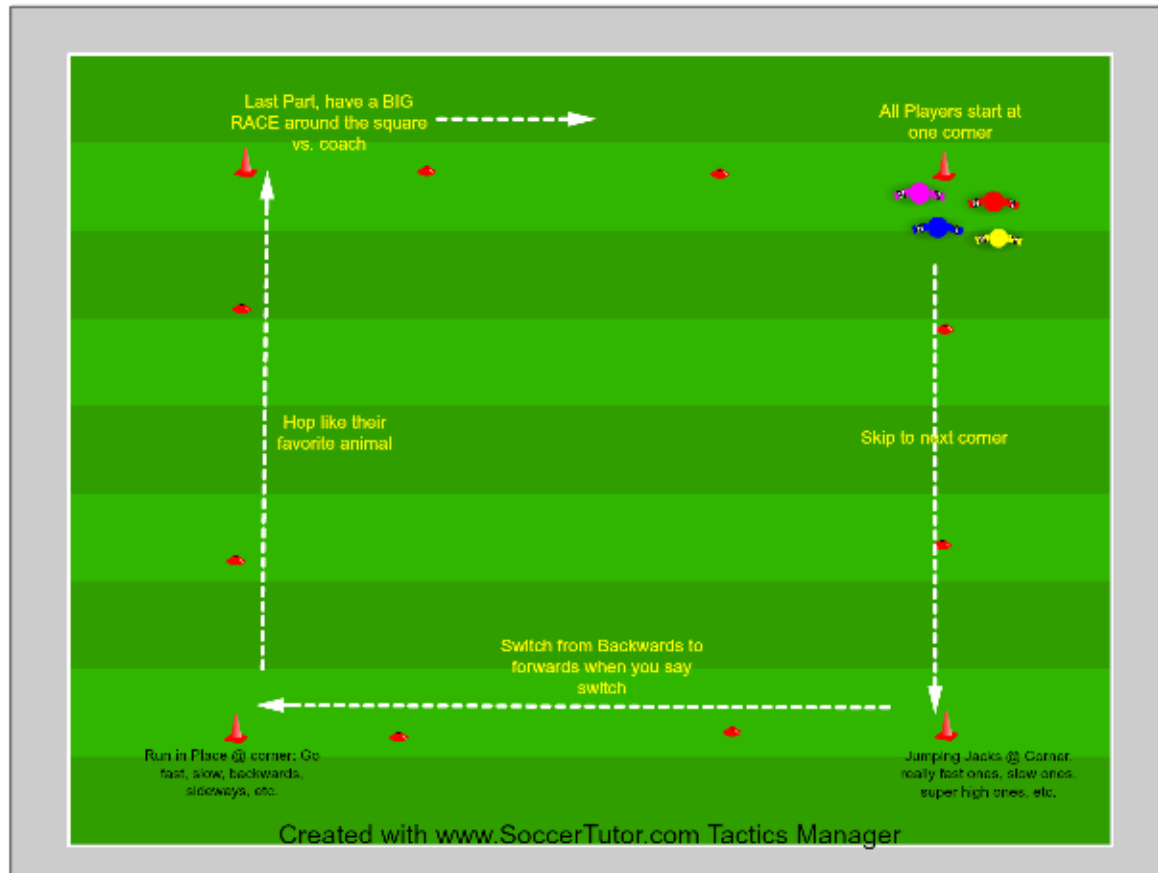 Last Part, have a BIG
RACE around the square
vs. coach
All Players start at
one corner
Hop like their
favorite animal
Skip to next corner
Switch from Backwards to
forwards when you say
switch
Run in Place @ corner: Go
fast, slow, backwards,
sideways, etc.
Jumping Jacks @ Corner.
really fast ones, slow ones,
super high ones, etc.
Created with www.SoccerTutor.com Tactics Manager